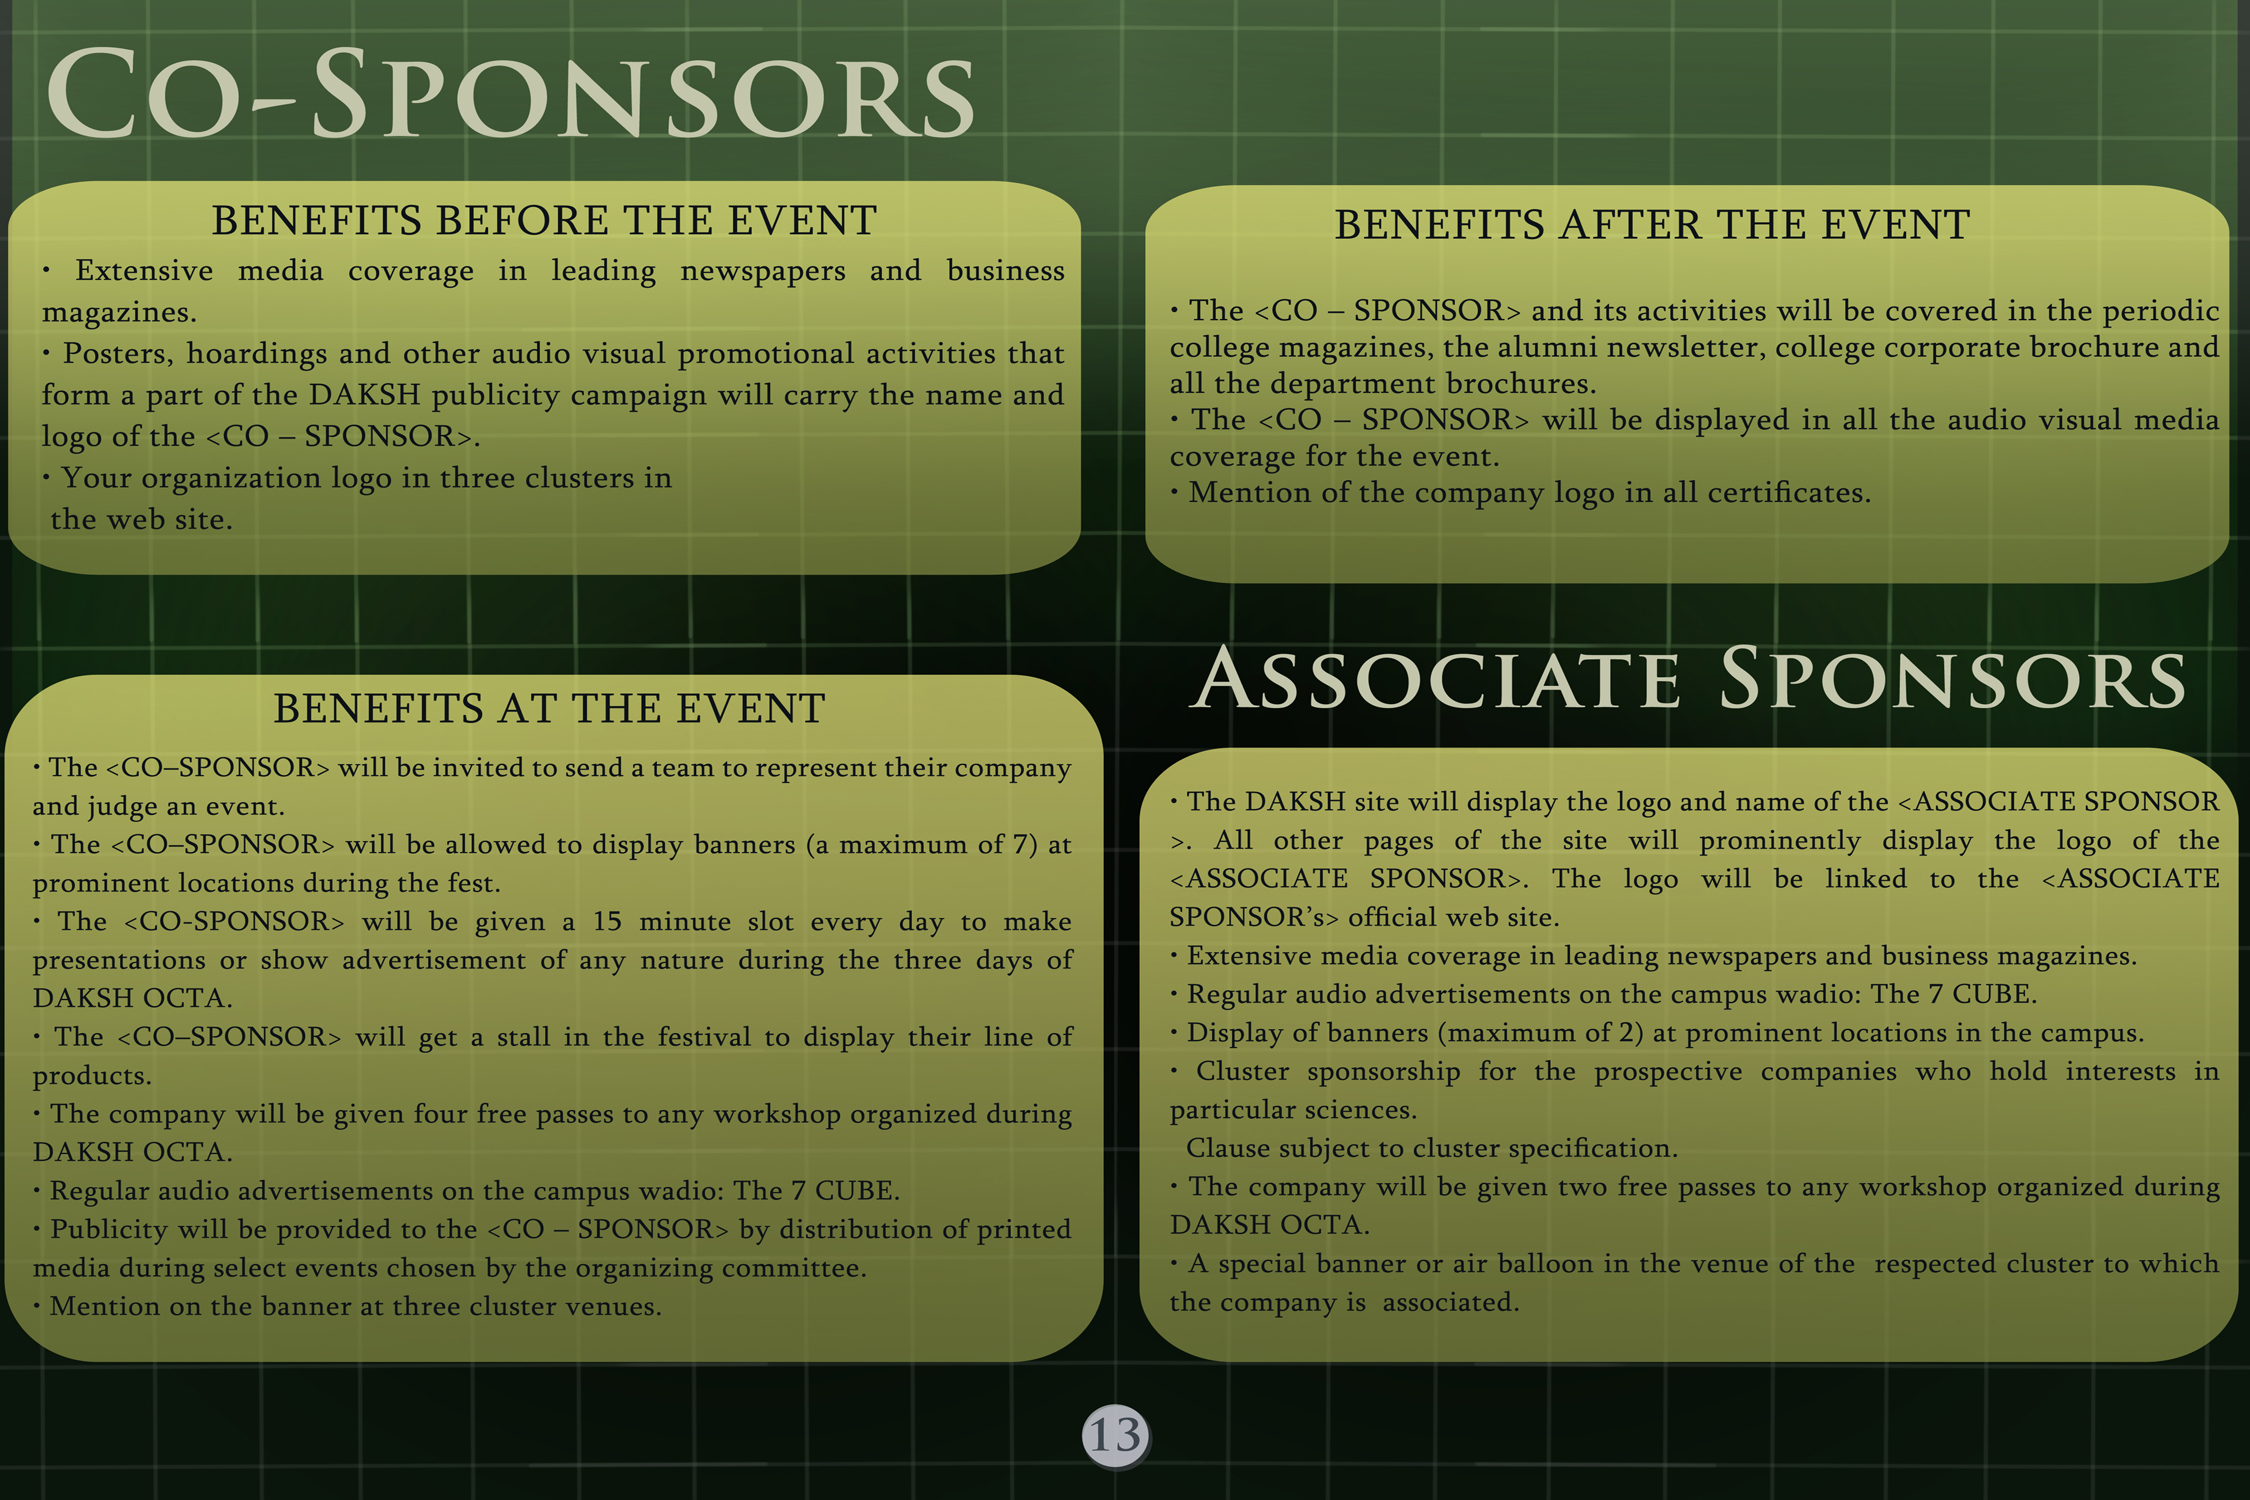 CO-SPONSORS
BENEFITS BEFORE THE EVENT
• Extensive media coverage in leading newspapers and business
magazines.
• Posters, hoardings and other audio visual promotional activities that
form a part of the DAKSH publicity campaign will carry the name and
logo of the <CO – SPONSOR>.
• Your organization logo in three clusters in
the web site.
BENEFITS AFTER THE EVENT
• The <CO – SPONSOR> and its activities will be covered in the periodic
college magazines, the alumni newsletter, college corporate brochure and
all the department brochures.
• The <CO – SPONSOR> will be displayed in all the audio visual media
coverage for the event.
• Mention of the company logo in all certificates.
BENEFITS AT THE EVENT
• The <CO–SPONSOR> will be invited to send a team to represent their company
and judge an event.
• The <CO–SPONSOR> will be allowed to display banners (a maximum of 7) at
prominent locations during the fest.
• The <CO-SPONSOR> will be given a 15 minute slot every day to make
presentations or show advertisement of any nature during the three days of
DAKSH OCTA.
• The <CO–SPONSOR> will get a stall in the festival to display their line of
products.
• The company will be given four free passes to any workshop organized during
DAKSH OCTA.
• Regular audio advertisements on the campus wadio: The 7 CUBE.
• Publicity will be provided to the <CO – SPONSOR> by distribution of printed
media during select events chosen by the organizing committee.
• Mention on the banner at three cluster venues.
ASSOCIATE SPONSORS
• The DAKSH site will display the logo and name of the <ASSOCIATE SPONSOR
>. All other pages of the site will prominently display the logo of the
<ASSOCIATE SPONSOR>. The logo will be linked to the <ASSOCIATE
SPONSOR’s> official web site.
• Extensive media coverage in leading newspapers and business magazines.
• Regular audio advertisements on the campus wadio: The 7 CUBE.
• Display of banners (maximum of 2) at prominent locations in the campus.
• Cluster sponsorship for the prospective companies who hold interests in
particular sciences.
Clause subject to cluster specification.
• The company will be given two free passes to any workshop organized during
DAKSH OCTA.
• A special banner or air balloon in the venue of the respected cluster to which
the company is associated.
13